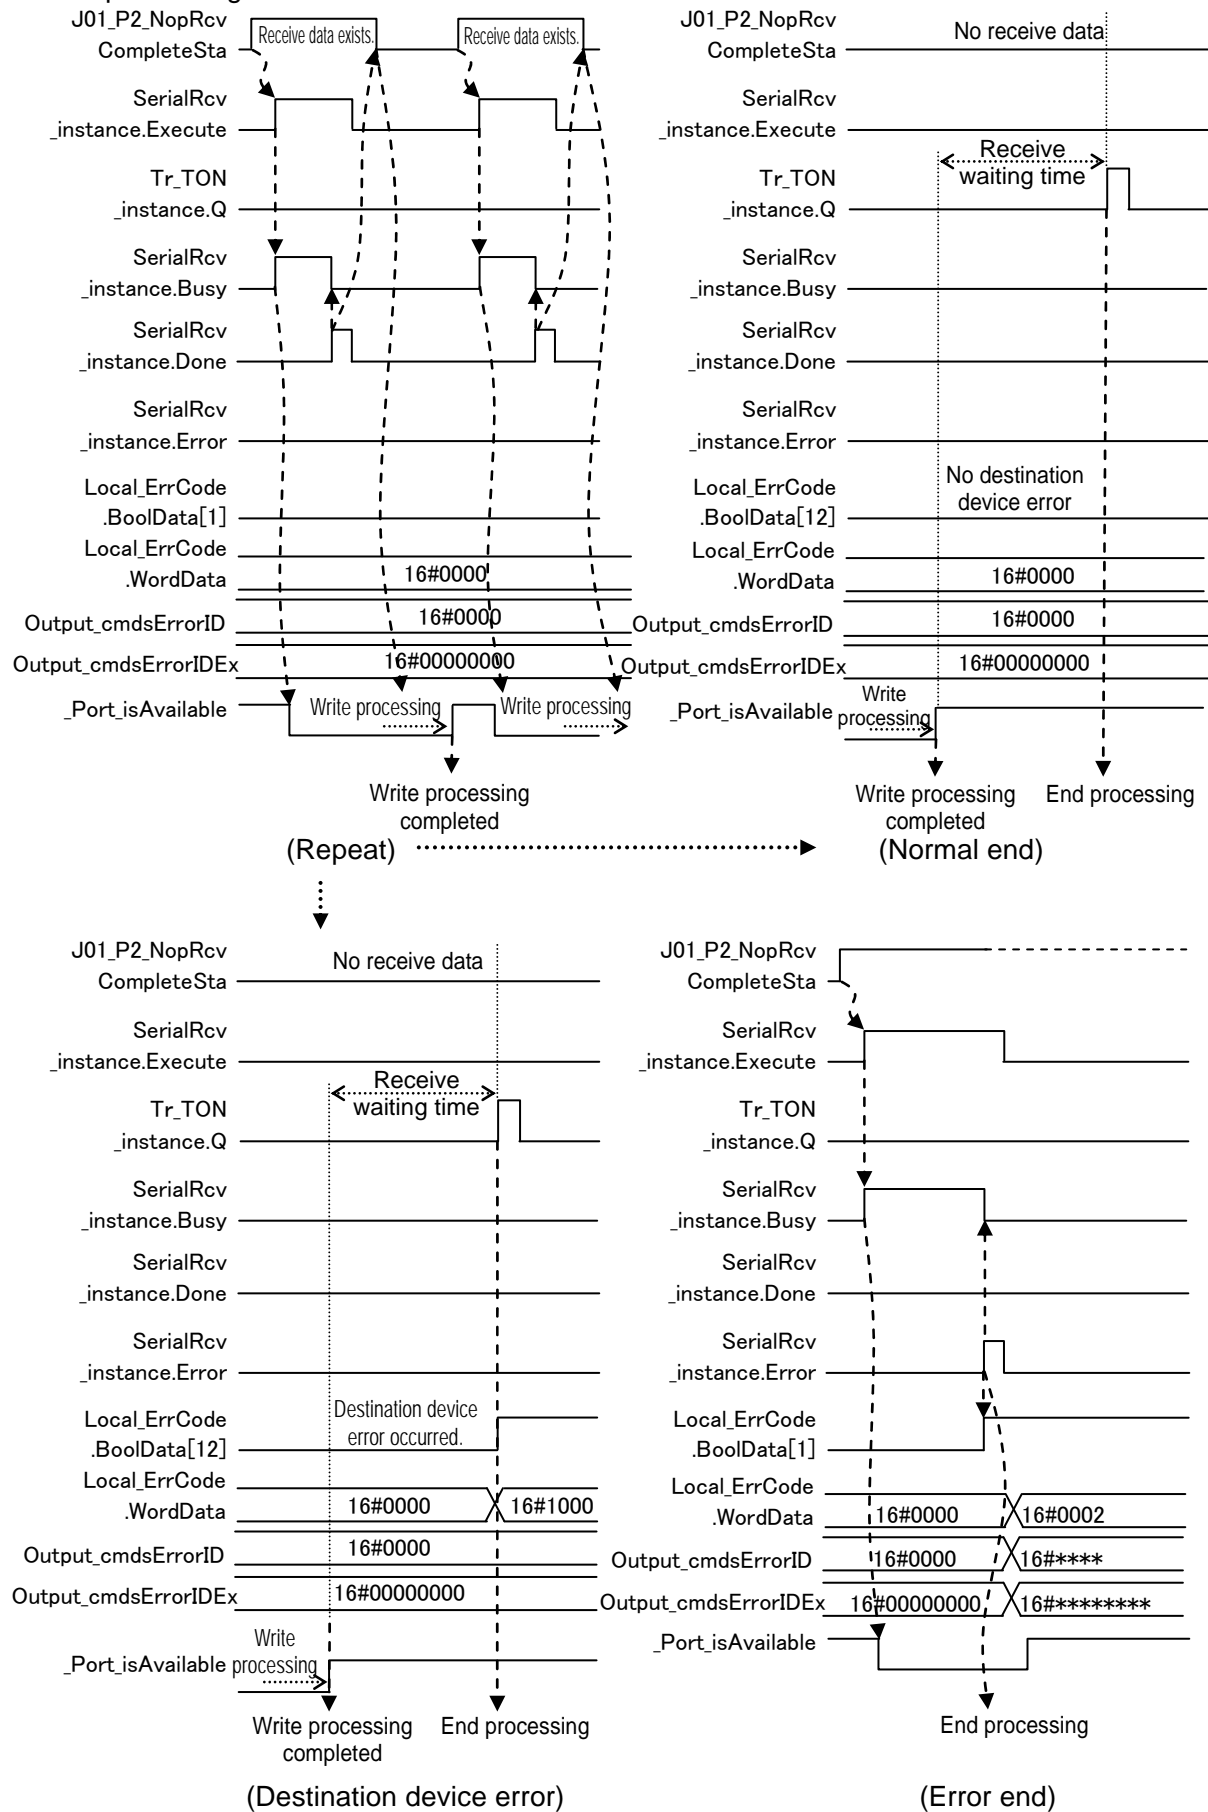 J01_P2_NopRcv
CompleteSta
Receive data exists.
Receive data exists.
SerialRcv
_instance.Execute
Tr_TON
_instance.Q
SerialRcv
_instance.Busy
SerialRcv
_instance.Done
SerialRcv
_instance.Error
Local_ErrCode
.BoolData[1]
Local_ErrCode
.WordData
16#0000
Output_cmdsErrorID
16#0000
Output_cmdsErrorIDEx
16#00000000
_Port_isAvailable
Write processing
Write processing
Write processing
completed
(Repeat)
J01_P2_NopRcv
CompleteSta
No receive data
SerialRcv
_instance.Execute
Receive
waiting time
Tr_TON
_instance.Q
SerialRcv
_instance.Busy
SerialRcv
_instance.Done
SerialRcv
_instance.Error
Local_ErrCode
.BoolData[12]
No destination
device error
Local_ErrCode
.WordData
16#0000
Output_cmdsErrorID
16#0000
Output_cmdsErrorIDEx
16#00000000
_Port_isAvailable
Write
processing
Write processing
completed
End processing
(Normal end)
J01_P2_NopRcv
CompleteSta
No receive data
SerialRcv
_instance.Execute
Receive
waiting time
Tr_TON
_instance.Q
SerialRcv
_instance.Busy
SerialRcv
_instance.Done
SerialRcv
_instance.Error
Local_ErrCode
.BoolData[12]
Destination device
error occurred.
Local_ErrCode
.WordData
16#0000
16#1000
Output_cmdsErrorID
16#0000
Output_cmdsErrorIDEx
16#00000000
_Port_isAvailable
Write
processing
Write processing
completed
End processing
(Destination device error)
J01_P2_NopRcv
CompleteSta
SerialRcv
_instance.Execute
Tr_TON
_instance.Q
SerialRcv
_instance.Busy
SerialRcv
_instance.Done
SerialRcv
_instance.Error
Local_ErrCode
.BoolData[1]
Local_ErrCode
.WordData
16#0000
16#0002
Output_cmdsErrorID
16#0000
16#****
Output_cmdsErrorIDEx
16#00000000
16#********
_Port_isAvailable
End processing
(Error end)